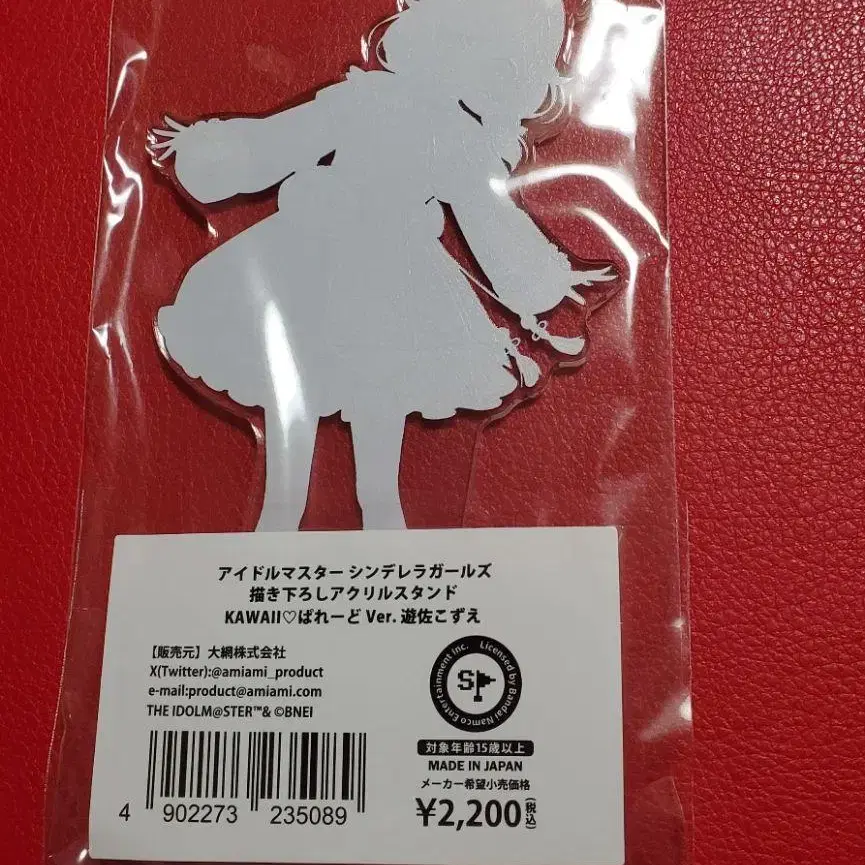 アイドルマスター シンデレラガールズ
描き下ろしアクリルスタンド
KAWAII♡ぱれーど Ver. 遊佐こずえ
【販売元】大網株式会社
X(Twitter):@amiami_product
e-mail:product@amiami.com
THE IDOLM@STER™& ©BNEI
Licensed by Bandai Namco Entertainment Inc.
S
対象年齢15歳以上
MADE IN JAPAN
メーカー希望小売価格
¥2,200(税込)
4 902273 235089